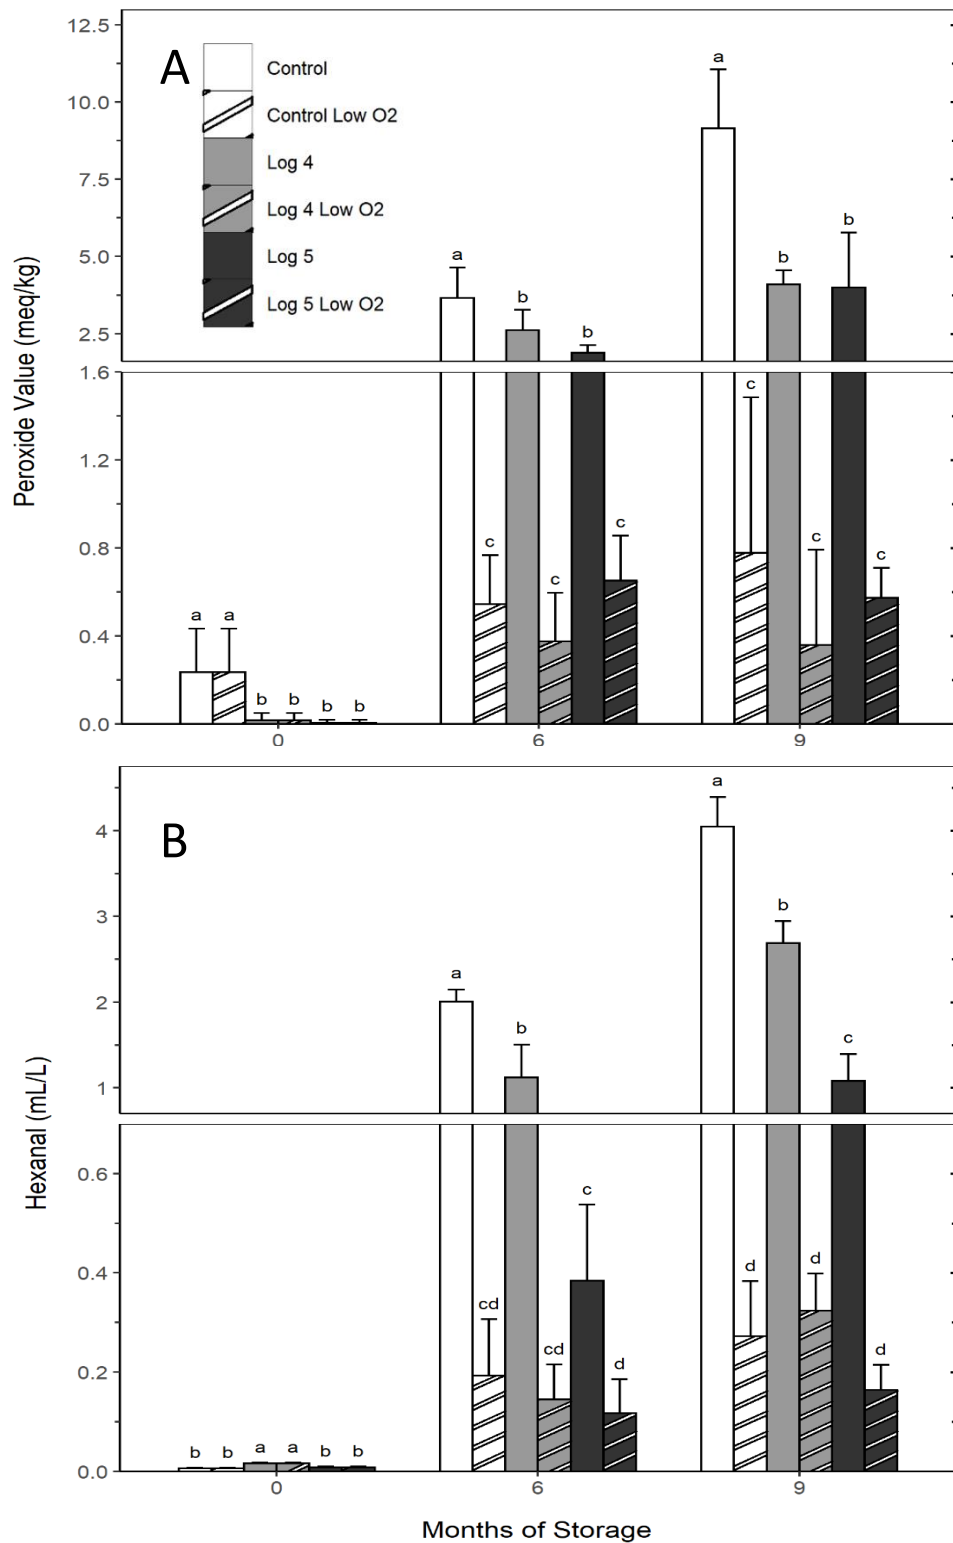 A
Control
Control Low O2
Log 4
Log 4 Low O2
Log 5
Log 5 Low O2
Peroxide Value (meq/kg)
12.5
10.0
7.5
5.0
2.5
a
b
b
a
b
b
1.6
1.2
0.8
0.4
0.0
a
a
b
b
b
b
c
c
c
c
c
c
0
6
9
B
Hexanal (mL/L)
4
3
2
1
a
b
a
b
c
0.6
0.4
0.2
0.0
b
b
a
a
b
b
cd
cd
c
d
d
d
d
0
6
9
Months of Storage